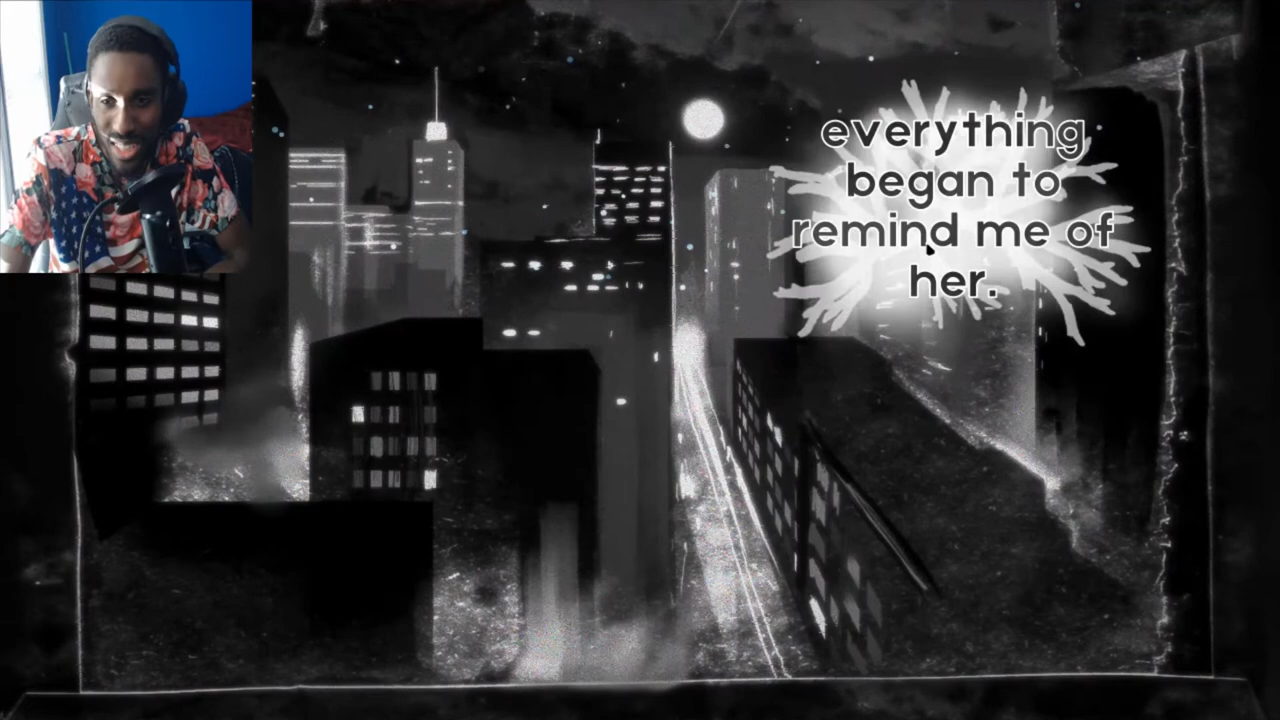 everything
began to
remind me of
her.